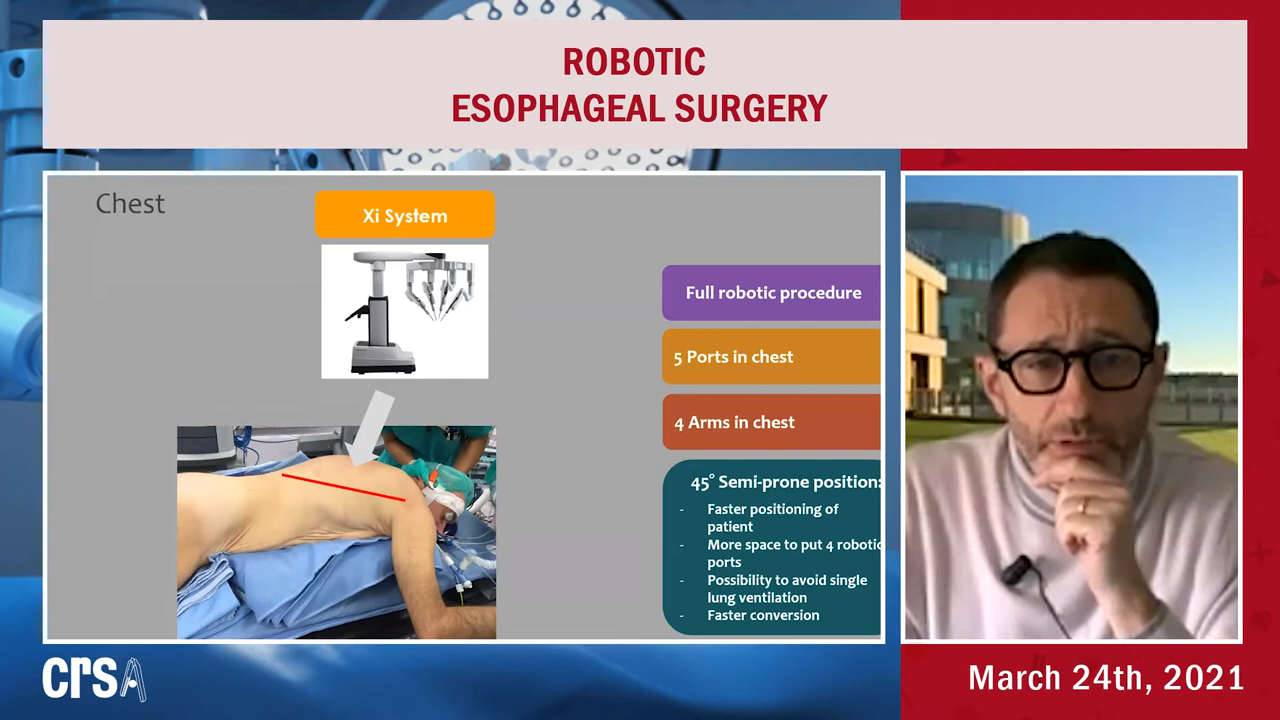 ROBOTIC
ESOPHAGEAL SURGERY
Chest
Xi System
Full robotic procedure
5 Ports in chest
4 Arms in chest
45° Semi-prone position:
- Faster positioning of
patient
- More space to put 4 robotic
ports
- Possibility to avoid single
lung ventilation
- Faster conversion
crsA
March 24th, 2021